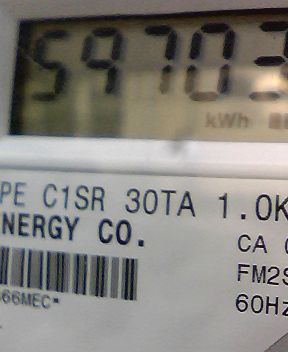 59703
kWh
PE C1SR 30TA 1.0K
NERGY CO.
CA
FM2S
60Hz
66MEC*